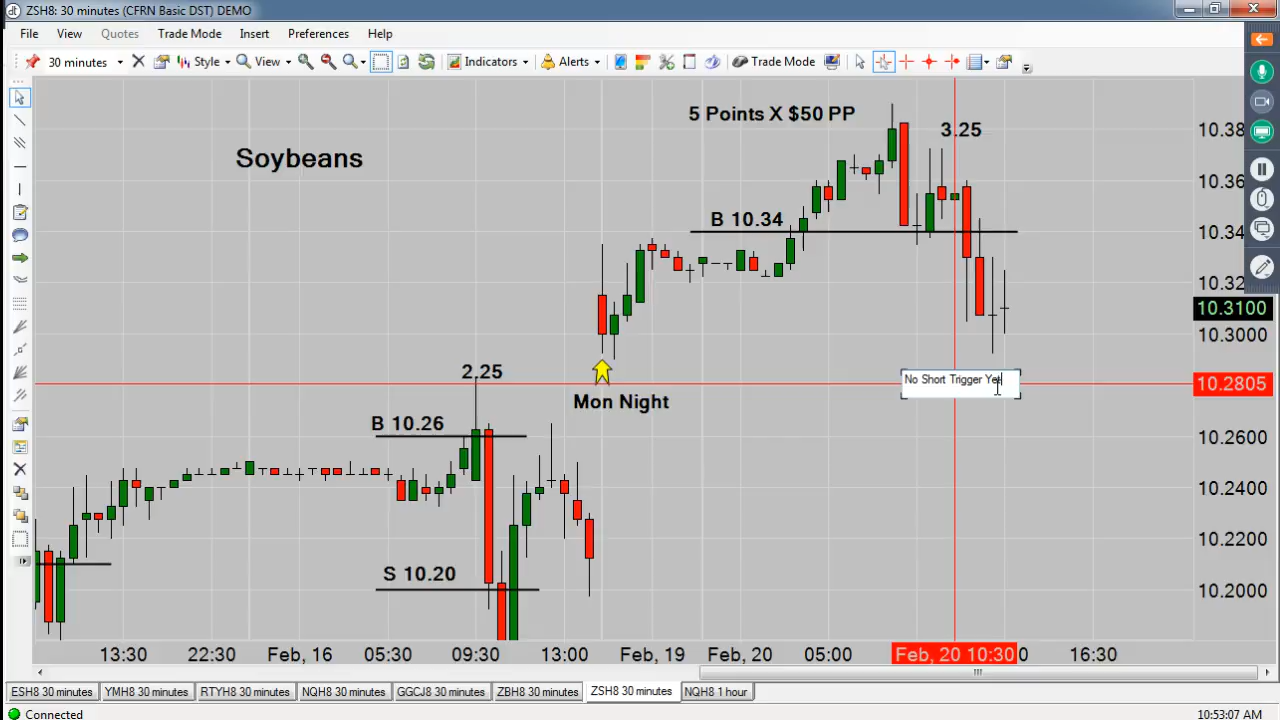 ZSH8: 30 minutes (CFRN Basic DST) DEMO
File View Quotes Trade Mode Insert Preferences Help
30 minutes Style View Indicators Alerts Trade Mode
5 Points X $50 PP
3.25
10.38
Soybeans
10.36
B 10.34
10.34
10.32
10.3100
10.3000
2.25
No Short Trigger Yet
10.2805
Mon Night
B 10.26
10.2600
10.2400
10.2200
S 10.20
10.2000
13:30 22:30 Feb, 16 05:30 09:30 13:00 Feb, 19 Feb, 20 05:00 Feb, 20 10:30 0 16:30
ESH8 30 minutes YMH8 30 minutes RTYH8 30 minutes NQH8 30 minutes GGCJ8 30 minutes ZBH8 30 minutes ZSH8 30 minutes NQH8 1 hour
Connected 10:53:07 AM